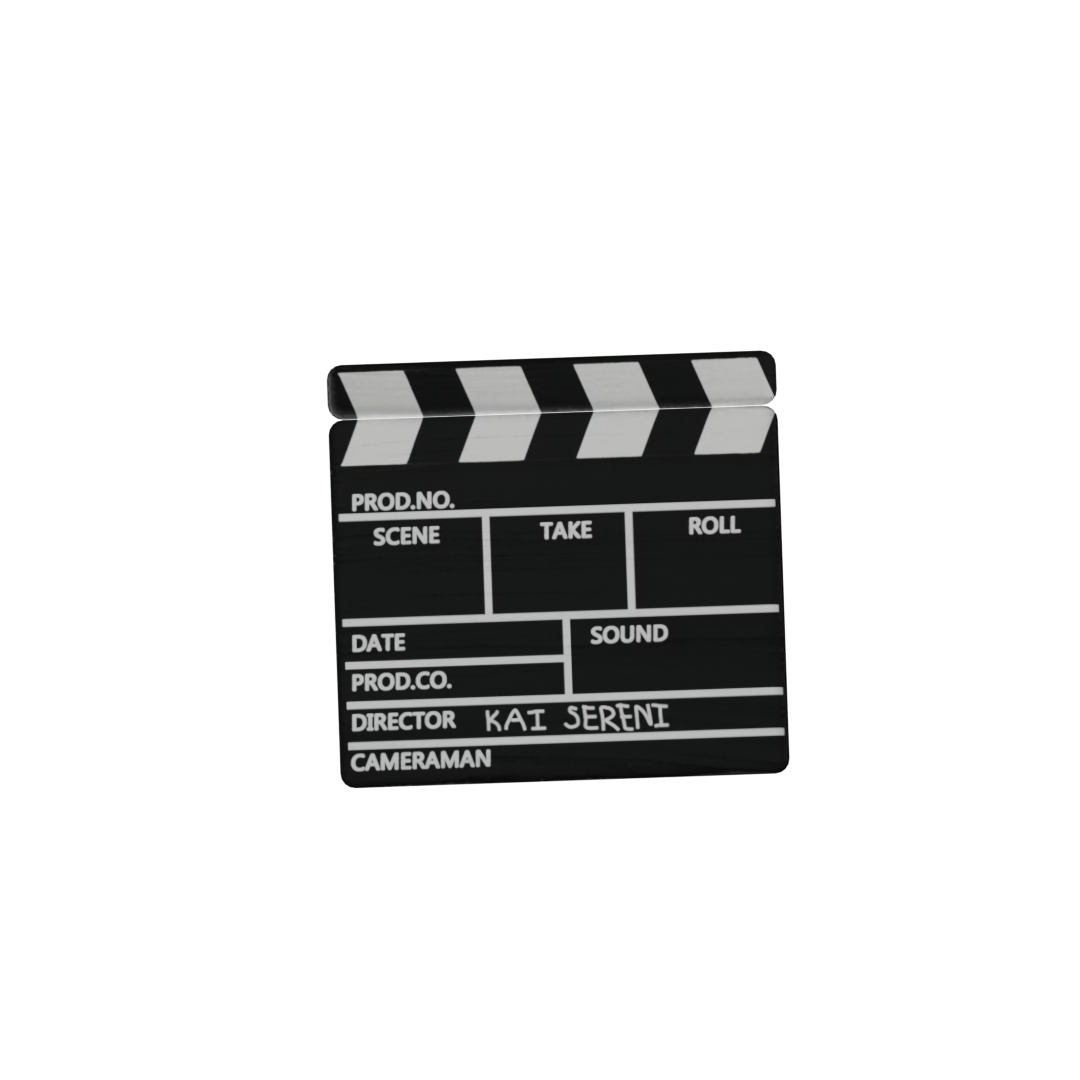 PROD.NO.
SCENE TAKE ROLL
DATE SOUND
PROD.CO.
DIRECTOR KAI SERENI
CAMERAMAN